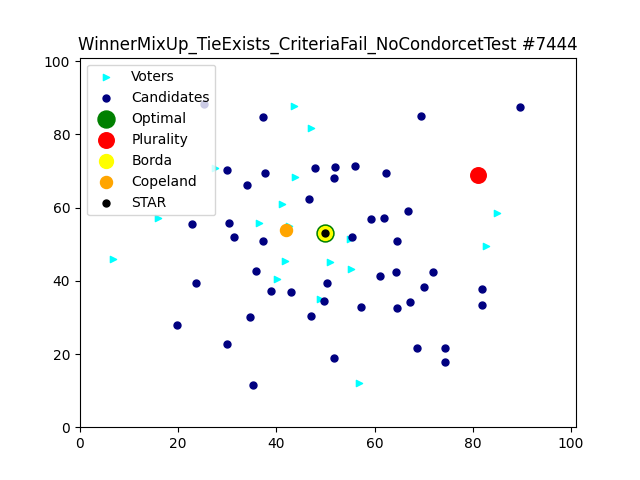 WinnerMixUp_TieExists_CriteriaFail_NoCondorcetTest #7444
100
80
60
40
20
0
Voters
Candidates
Optimal
Plurality
Borda
Copeland
STAR
0 20 40 60 80 100